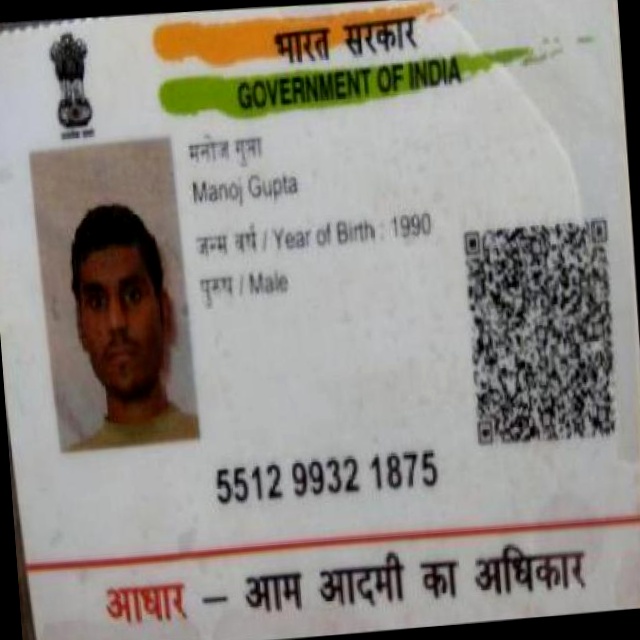 भारत सरकार
GOVERNMENT OF INDIA
मनोज
Manoj Gupta
जन्म वर्ष / Year of Birth : 1990
पुरुष / Male
5512 9932 1875
आधार – आम आदमी का अधिकार